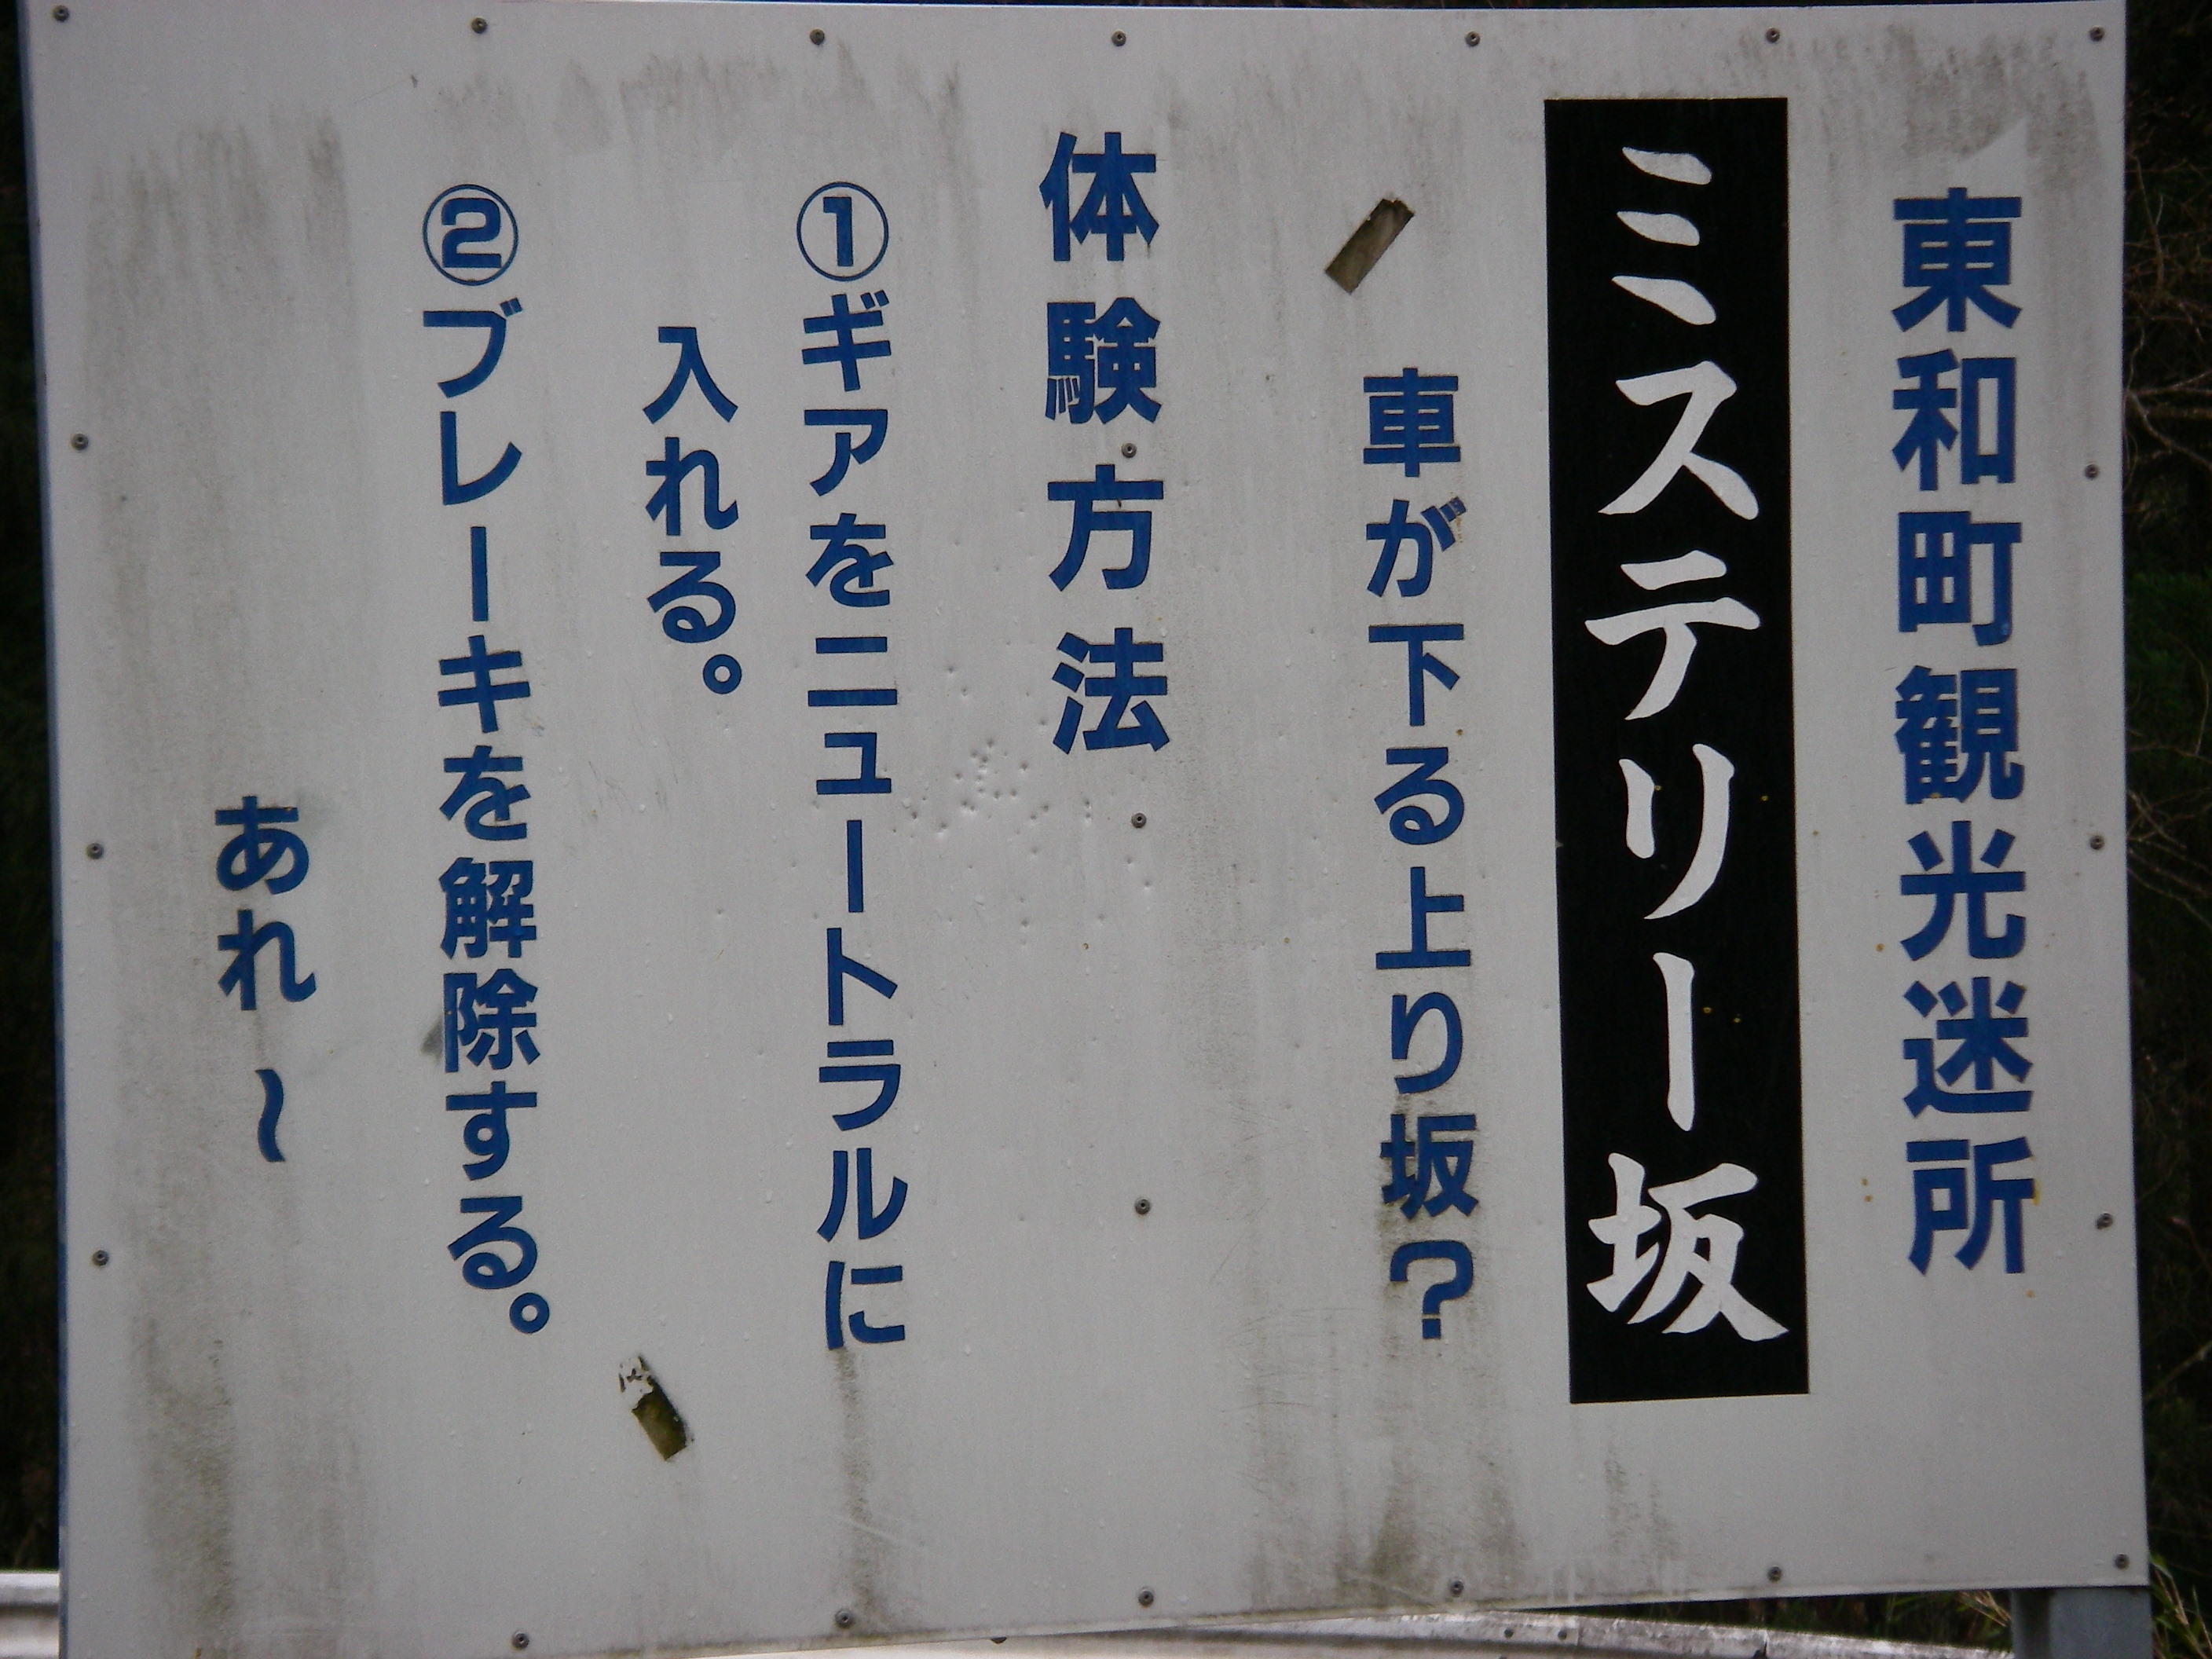 東和町観光迷所
ミステリー坂
車が下る上り坂?
体験方法
①ギアをニュートラルに
入れる。
②ブレーキを解除する。
あれ~